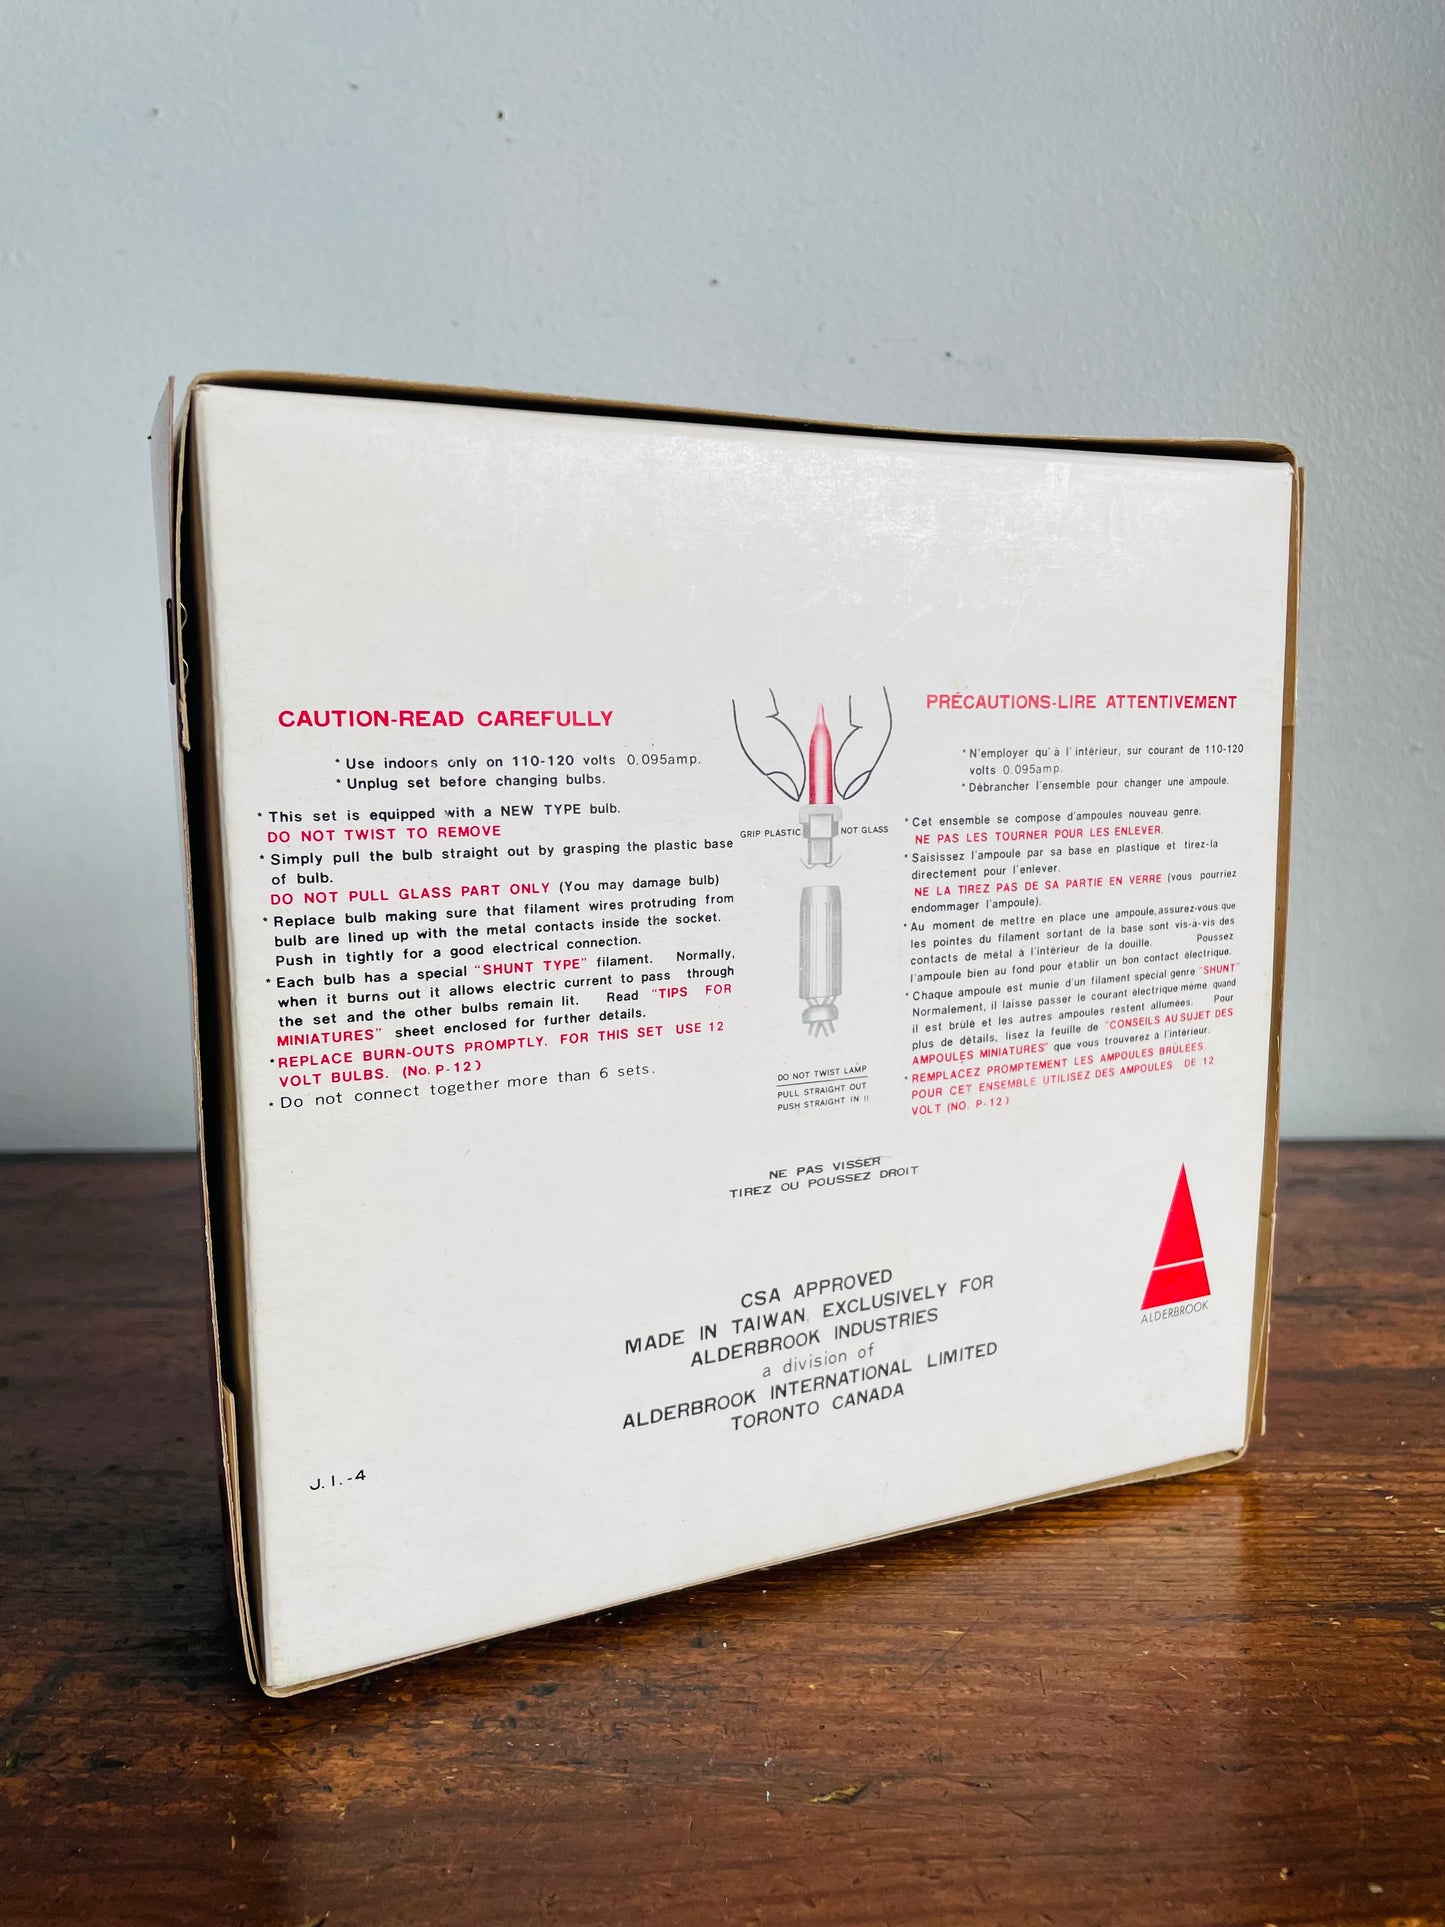 CAUTION-READ CAREFULLY
* Use indoors only on 110-120 volts 0.095amp.
* Unplug set before changing bulbs.
* This set is equipped with a NEW TYPE bulb.
DO NOT TWIST TO REMOVE
* Simply pull the bulb straight out by grasping the plastic base
of bulb.
DO NOT PULL GLASS PART ONLY (You may damage bulb)
* Replace bulb making sure that filament wires protruding from
bulb are lined up with the metal contacts inside the socket.
Push in tightly for a good electrical connection.
* Each bulb has a special "SHUNT TYPE" filament. Normally,
when it burns out it allows electric current to pass through
the set and the other bulbs remain lit. Read "TIPS FOR
MINIATURES" sheet enclosed for further details.
* REPLACE BURN-OUTS PROMPTLY. FOR THIS SET USE 12
VOLT BULBS. (No. P-12)
* Do not connect together more than 6 sets.
GRIP PLASTIC NOT GLASS
DO NOT TWIST LAMP
PULL STRAIGHT OUT
PUSH STRAIGHT IN !!
NE PAS VISSER
TIREZ OU POUSSEZ DROIT
PRÉCAUTIONS-LIRE ATTENTIVEMENT
* N'employer qu'à l'intérieur, sur courant de 110-120
volts 0.095amp.
* Débrancher l'ensemble pour changer une ampoule.
* Cet ensemble se compose d'ampoules nouveau genre.
NE PAS LES TOURNER POUR LES ENLEVER.
* Saisissez l'ampoule par sa base en plastique et tirez-la
directement pour l'enlever.
NE LA TIREZ PAS DE SA PARTIE EN VERRE (vous pourriez
endommager l'ampoule).
* Au moment de mettre en place une ampoule, assurez-vous que
les pointes du filament sortant de la base sont vis-à-vis des
contacts de métal à l'intérieur de la douille. Poussez
l'ampoule bien au fond pour établir un bon contact électrique.
* Chaque ampoule est munie d'un filament spécial genre "SHUNT"
Normalement, il laisse passer le courant électrique même quand
il est brûlé et les autres ampoules restent allumées. Pour
plus de détails, lisez la feuille de "CONSEILS AU SUJET DES
AMPOULES MINIATURES" que vous trouverez à l'intérieur.
* REMPLACEZ PROMPTEMENT LES AMPOULES BRÛLÉES.
POUR CET ENSEMBLE UTILISEZ DES AMPOULES DE 12
VOLT (NO. P-12)
ALDERBROOK
CSA APPROVED
MADE IN TAIWAN, EXCLUSIVELY FOR
ALDERBROOK INDUSTRIES
a division of
ALDERBROOK INTERNATIONAL LIMITED
TORONTO CANADA
J. I. -4